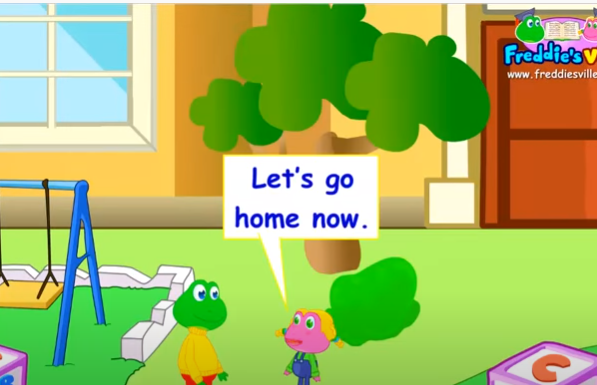 Freddie's V
www.freddiesville
Let's go
home now.
C